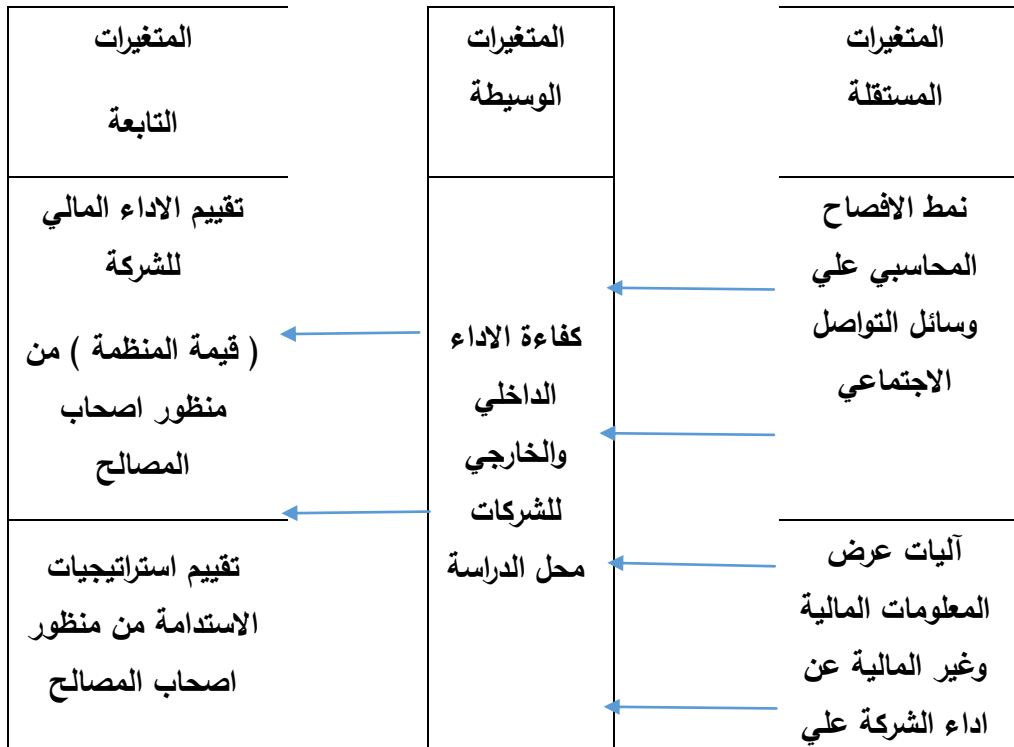 المتغيرات
المستقلة
المتغيرات
الوسيطة
المتغيرات
التابعة
نمط الافصاح
المحاسبي علي
وسائل التواصل
الاجتماعي
آليات عرض
المعلومات المالية
وغير المالية عن
اداء الشركة علي
كفاءة الاداء
الداخلي
والخارجي
للشركات
محل الدراسة
تقييم الاداء المالي
للشركة
( قيمة المنظمة ) من
منظور اصحاب
المصالح
تقييم استراتيجيات
الاستدامة من منظور
اصحاب المصالح